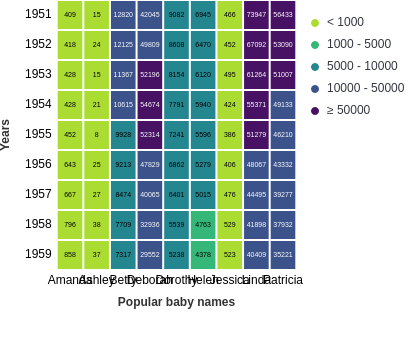 1951 409 15 12820 42045 9082 6945 466 73947 56433
1952 418 24 12125 49809 8608 6470 452 67092 53090
1953 428 15 11367 52196 8154 6120 495 61264 51007
1954 428 21 10615 54674 7791 5940 424 55371 49133
1955 452 8 9928 52314 7241 5596 386 51279 46210
1956 643 25 9213 47829 6862 5279 406 48067 43332
1957 667 27 8474 40065 6401 5015 476 44495 39277
1958 796 38 7709 32936 5539 4763 529 41898 37932
1959 858 37 7317 29552 5238 4378 523 40409 35221
Amanda Ashley Betty Deborah Dorothy Helen Jessica Linda Patricia
Popular baby names
Years
< 1000
1000 - 5000
5000 - 10000
10000 - 50000
≥ 50000